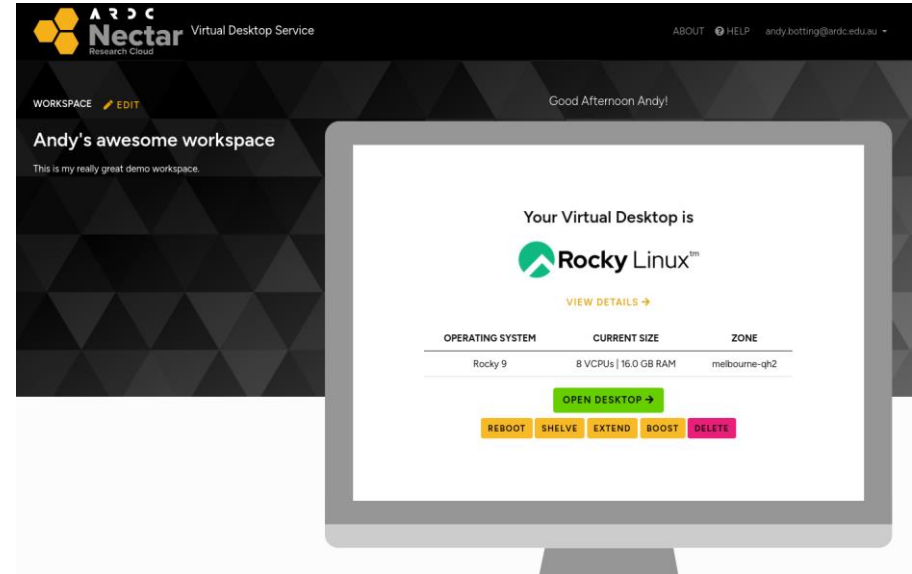 ARDC
Nectar
Research Cloud
Virtual Desktop Service
ABOUT
HELP
andy.botting@ardc.edu.au
WORKSPACE EDIT
Good Afternoon Andy!
Andy's awesome workspace
This is my really great demo workspace.
Your Virtual Desktop is
Rocky Linux™
VIEW DETAILS →
OPERATING SYSTEM CURRENT SIZE ZONE
Rocky 9 8 VCPUs | 16.0 GB RAM melbourne-qh2
OPEN DESKTOP →
REBOOT SHELVE EXTEND BOOST DELETE